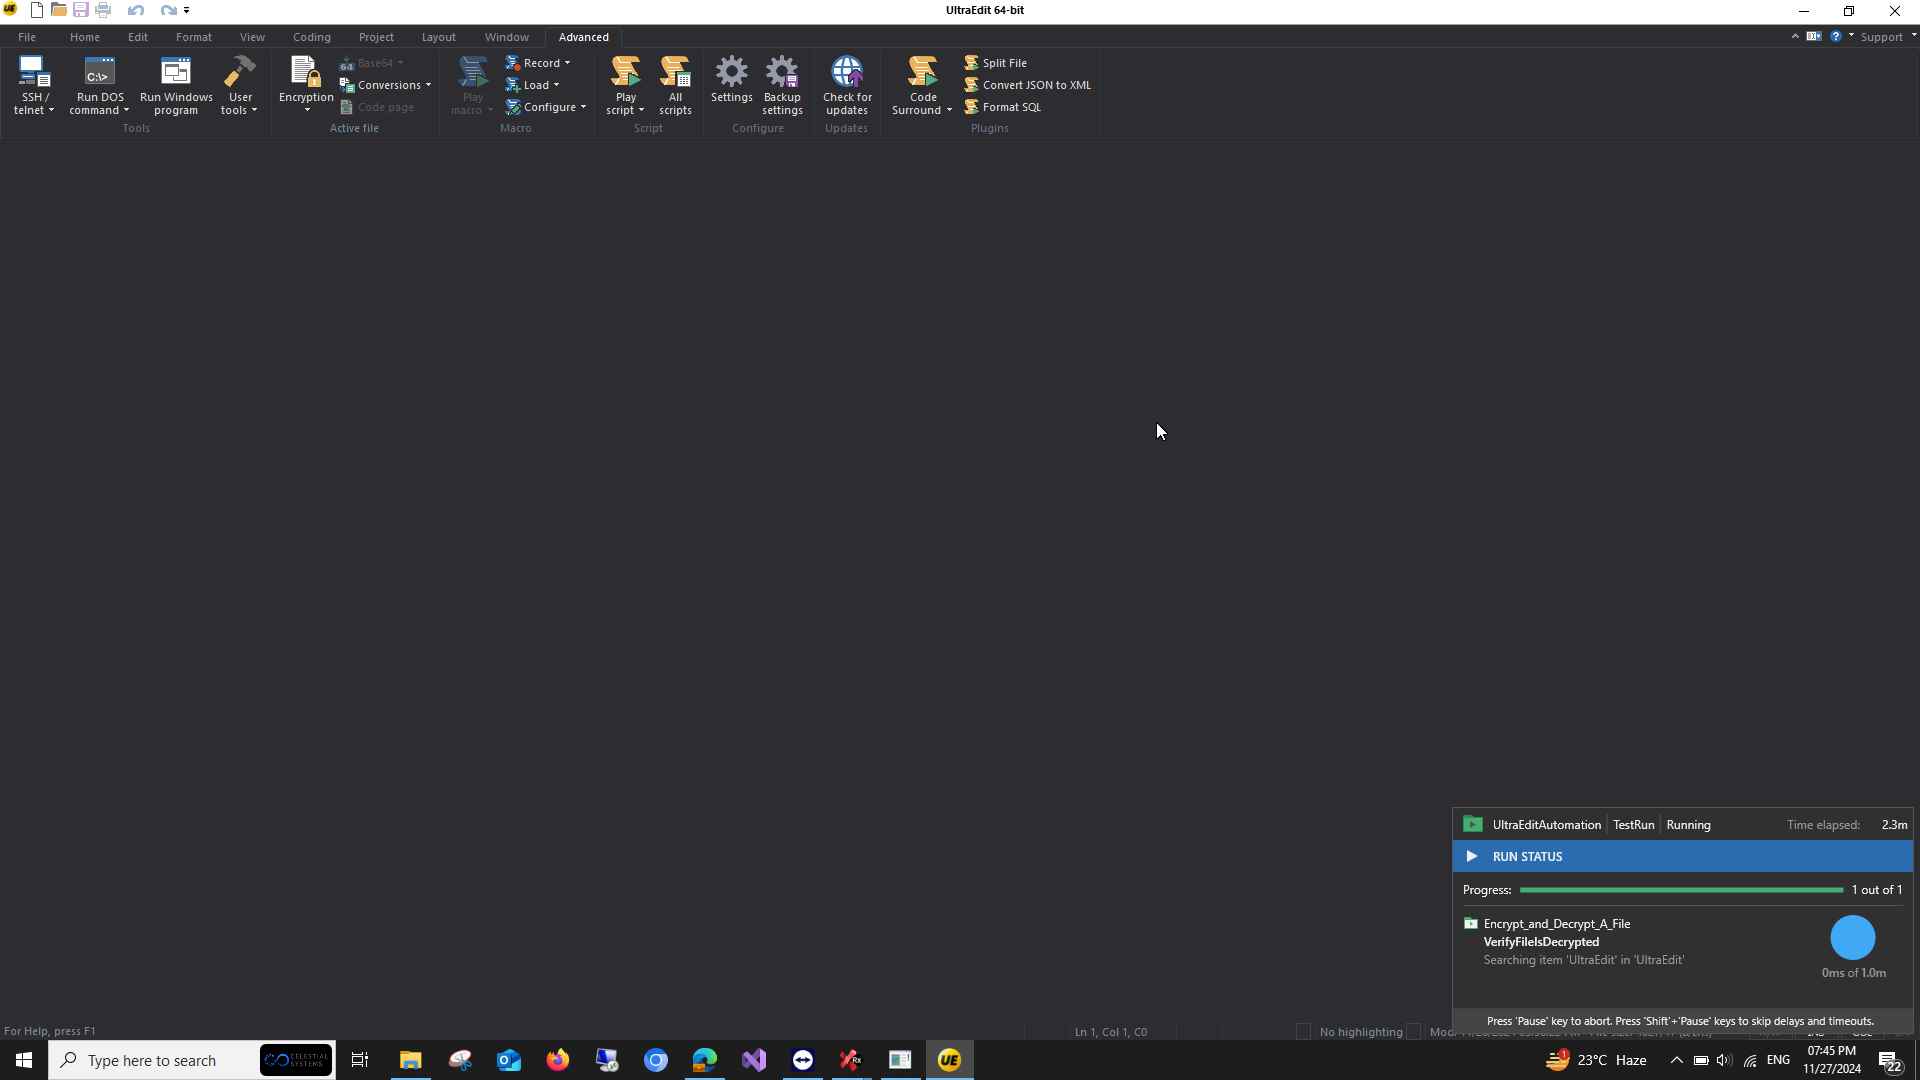 UltraEdit 64-bit
File Home Edit Format View Coding Project Layout Window Advanced Support
SSH / telnet
Run DOS command
C:\>
Run Windows program
User tools
Tools
Encryption
Base64
Conversions
Code page
Active file
Play macro
Record
Load
Configure
Macro
Play script
All scripts
Script
Settings
Backup settings
Configure
Check for updates
Updates
Code Surround
Split File
Convert JSON to XML
Format SQL
Plugins
UltraEditAutomation TestRun Running Time elapsed: 2.3m
RUN STATUS
Progress: 1 out of 1
Encrypt_and_Decrypt_A_File
VerifyFileIsDecrypted
Searching item 'UltraEdit' in 'UltraEdit'
0ms of 1.0m
Press 'Pause' key to abort. Press 'Shift'+'Pause' keys to skip delays and timeouts.
For Help, press F1
Ln 1, Col 1, C0
No highlighting
Type here to search
CELESTIAL SYSTEMS
UE
1
23°C Haze
ENG
07:45 PM
11/27/2024
22